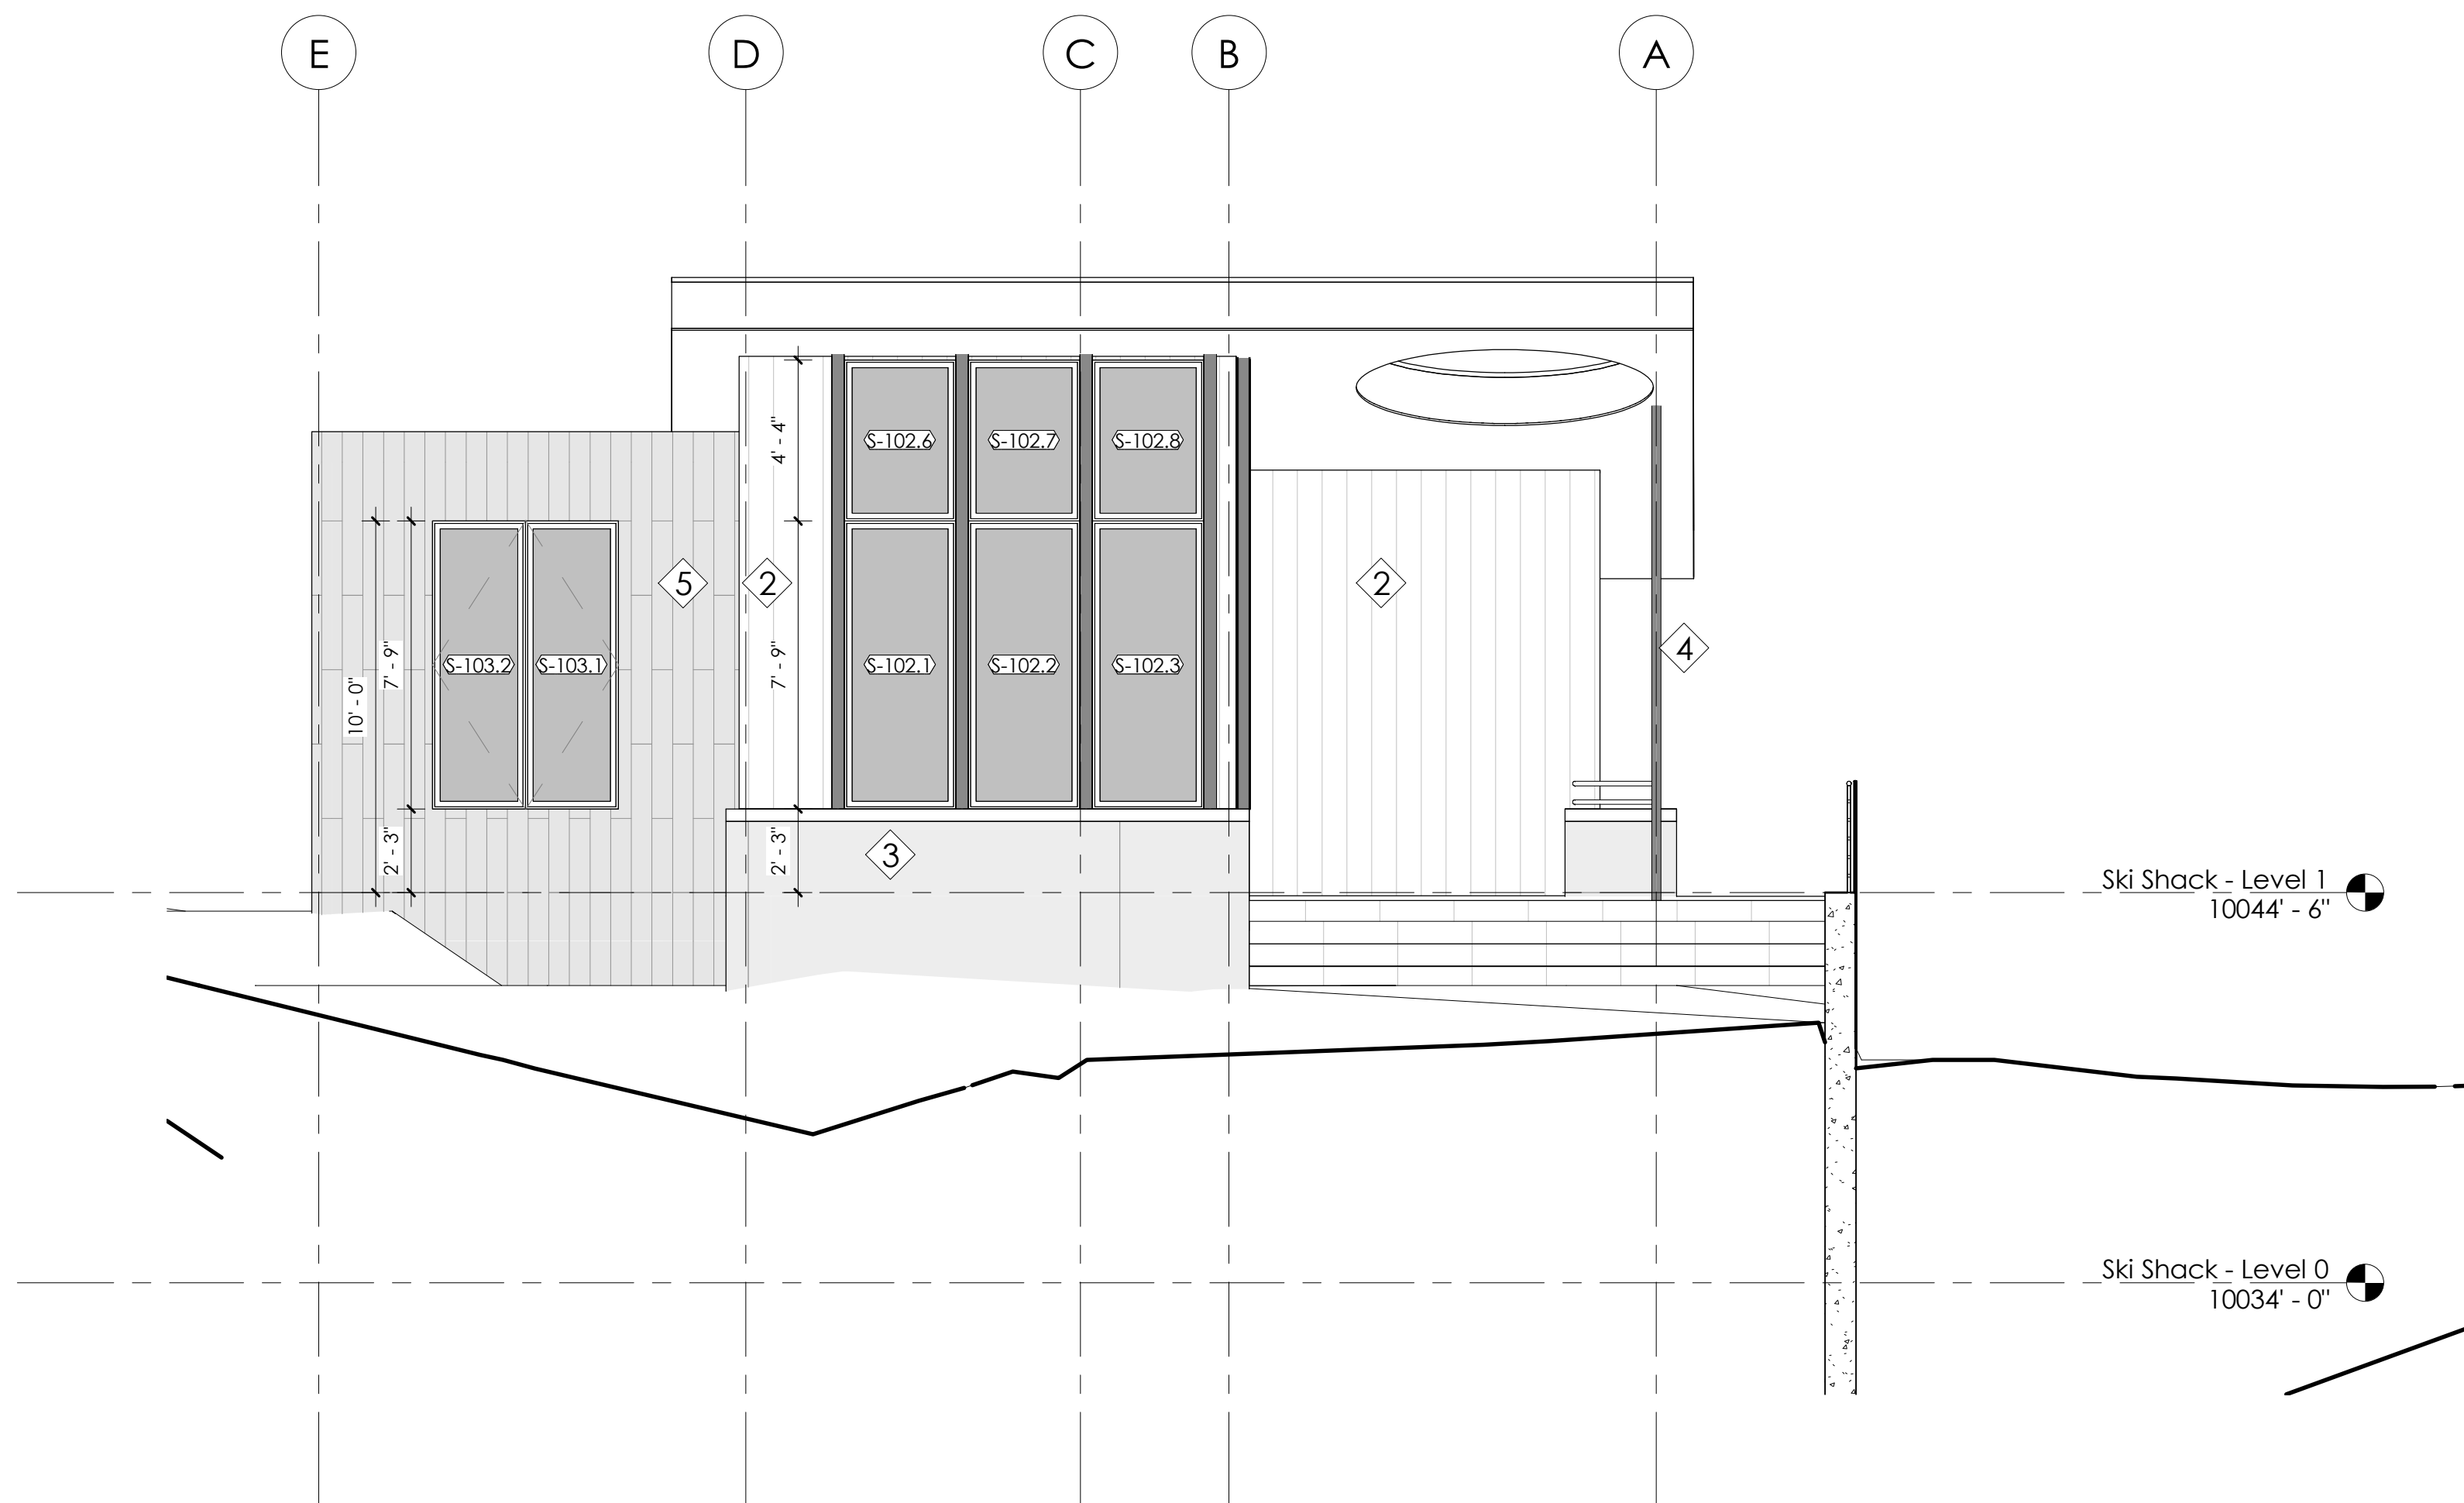 E D C B A
4' - 4"
S-102.6 S-102.7 S-102.8
5 2 2
4
10' - 0" 7' - 9" S-103.2 S-103.1 7' - 9" S-102.1 S-102.2 S-102.3
2' - 3" 2' - 3" 3
Ski Shack - Level 1
10044' - 6"
Ski Shack - Level 0
10034' - 0"